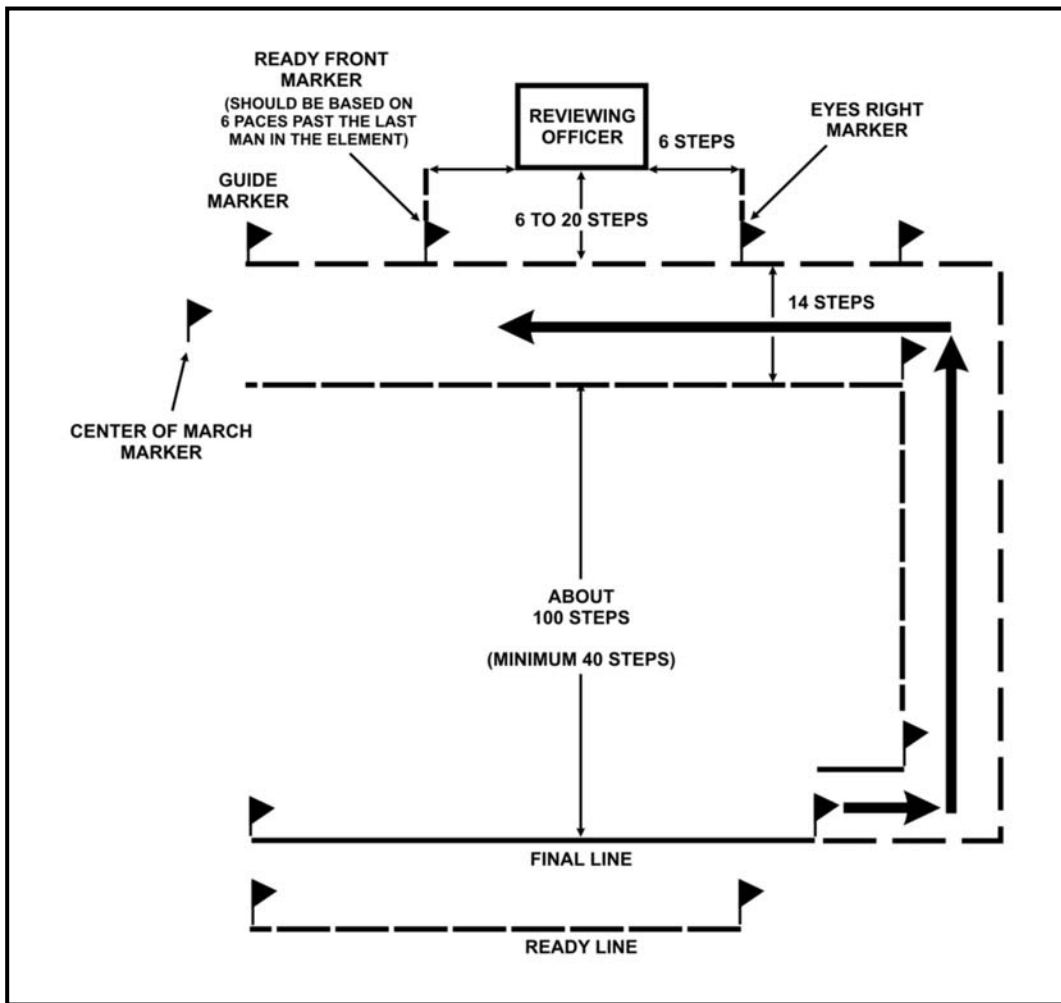 READY FRONT
MARKER
(SHOULD BE BASED ON
6 PACES PAST THE LAST
MAN IN THE ELEMENT)
REVIEWING
OFFICER
6 STEPS
EYES RIGHT
MARKER
GUIDE
MARKER
6 TO 20 STEPS
14 STEPS
CENTER OF MARCH
MARKER
ABOUT
100 STEPS
(MINIMUM 40 STEPS)
FINAL LINE
READY LINE